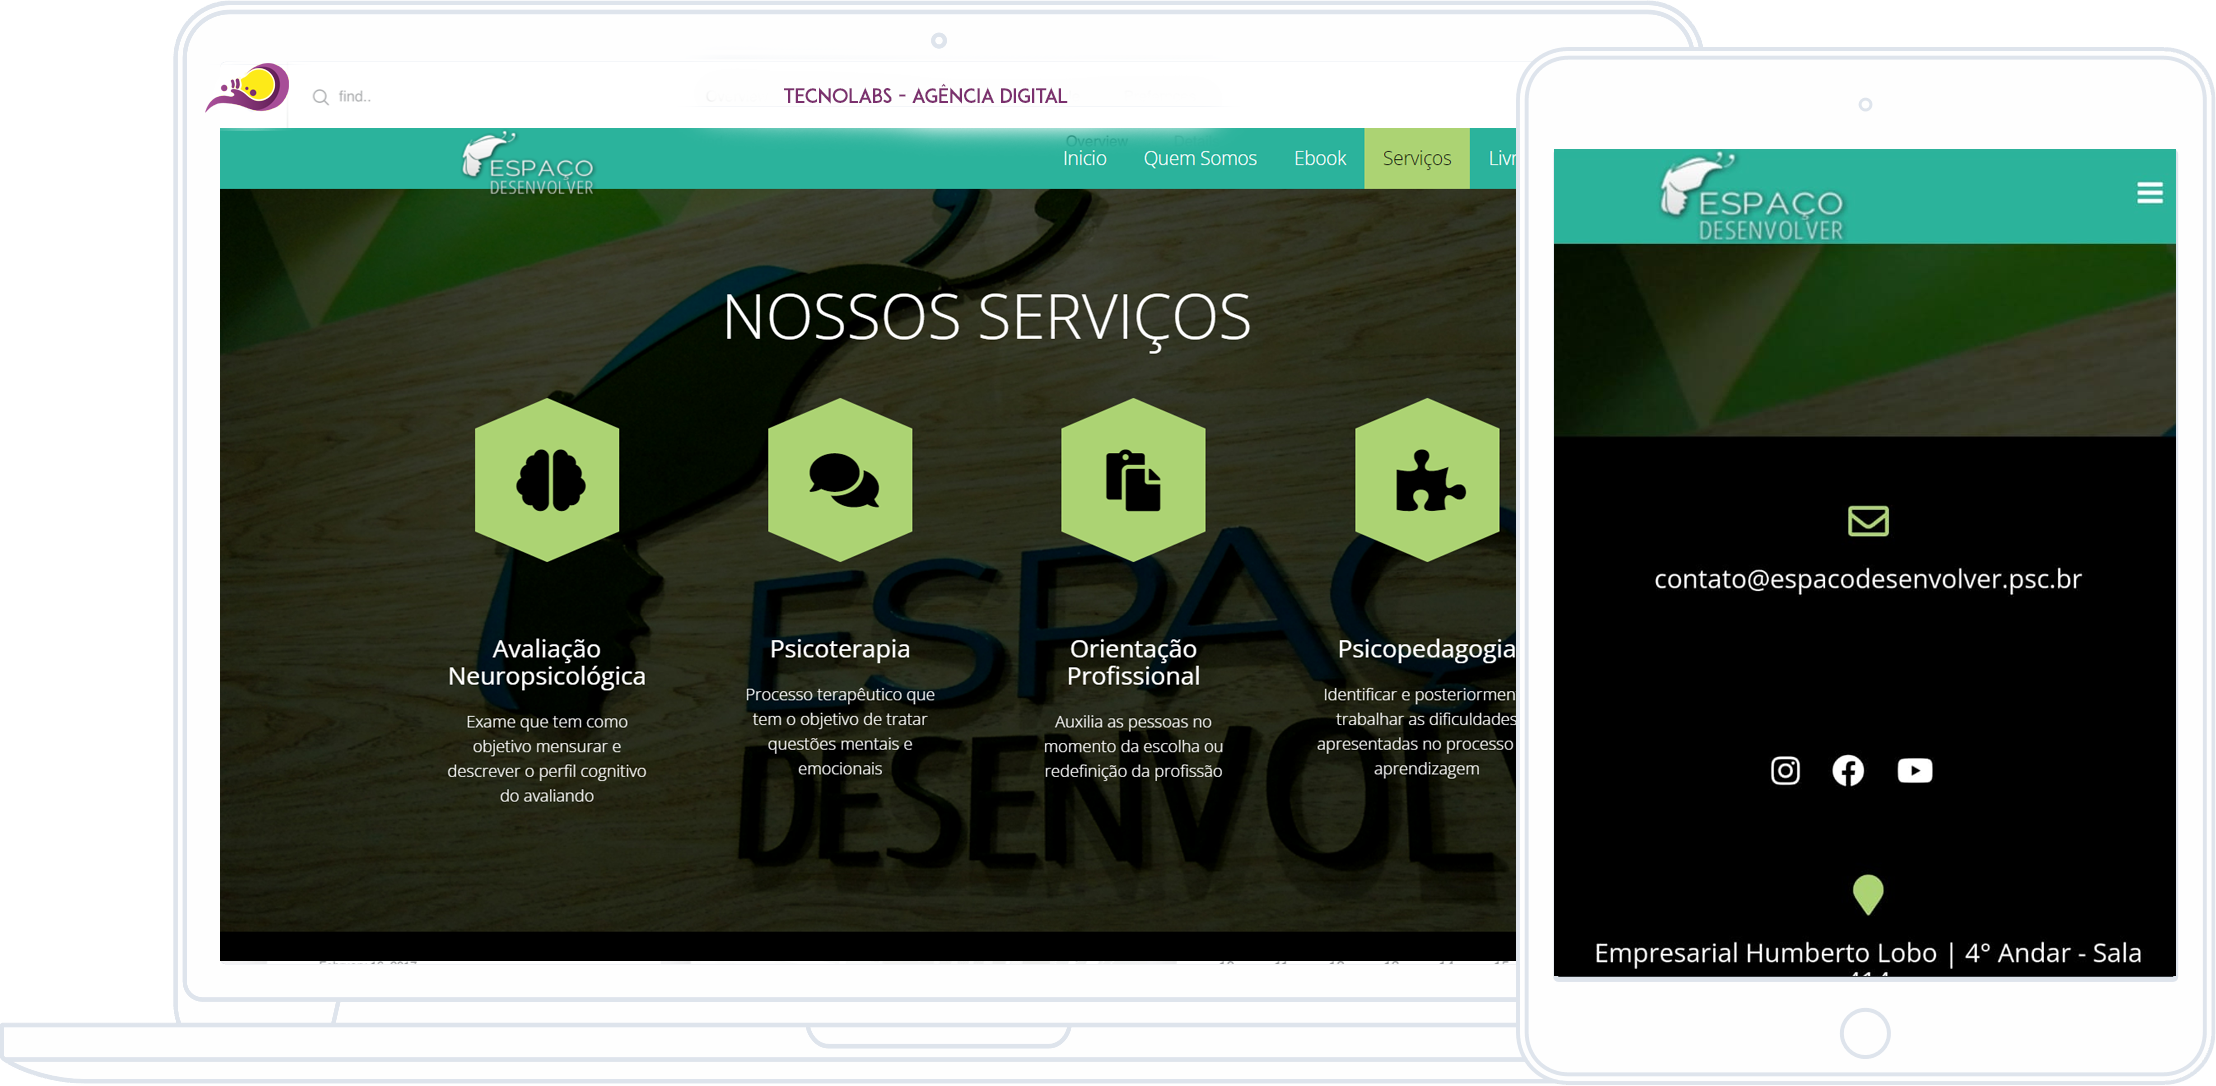 find..
TECNOLABS - AGÊNCIA DIGITAL
Overview
ESPAÇO
DESENVOLVER
Inicio
Quem Somos
Ebook
Serviços
Livr
NOSSOS SERVIÇOS
ESPAÇ
DESENVOL
Avaliação
Neuropsicológica
Exame que tem como
objetivo mensurar e
descrever o perfil cognitivo
do avaliando
Psicoterapia
Processo terapêutico que
tem o objetivo de tratar
questões mentais e
emocionais
Orientação
Profissional
Auxilia as pessoas no
momento da escolha ou
redefinição da profissão
Psicopedagogia
Identificar e posteriormen
trabalhar as dificuldades
apresentadas no processo
aprendizagem
ESPAÇO
DESENVOLVER
contato@espacodesenvolver.psc.br
Empresarial Humberto Lobo | 4° Andar - Sala